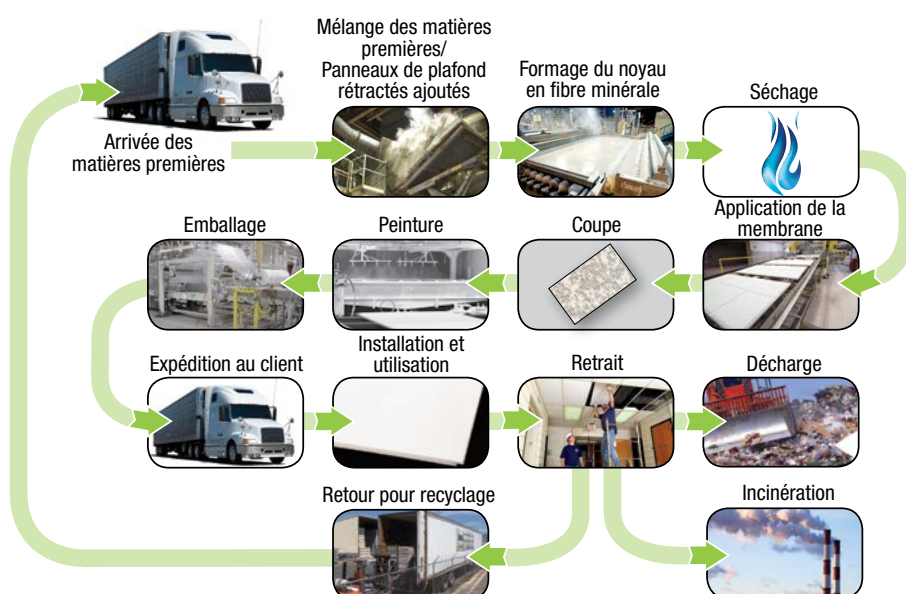 Arrivée des
matières premières
Mélange des matières
premières/
Panneaux de plafond
rétractés ajoutés
Formage du noyau
en fibre minérale
Séchage
Application de la
membrane
Coupe
Peinture
Emballage
Expédition au client
Installation et
utilisation
Retrait
Décharge
Retour pour recyclage
Incinération